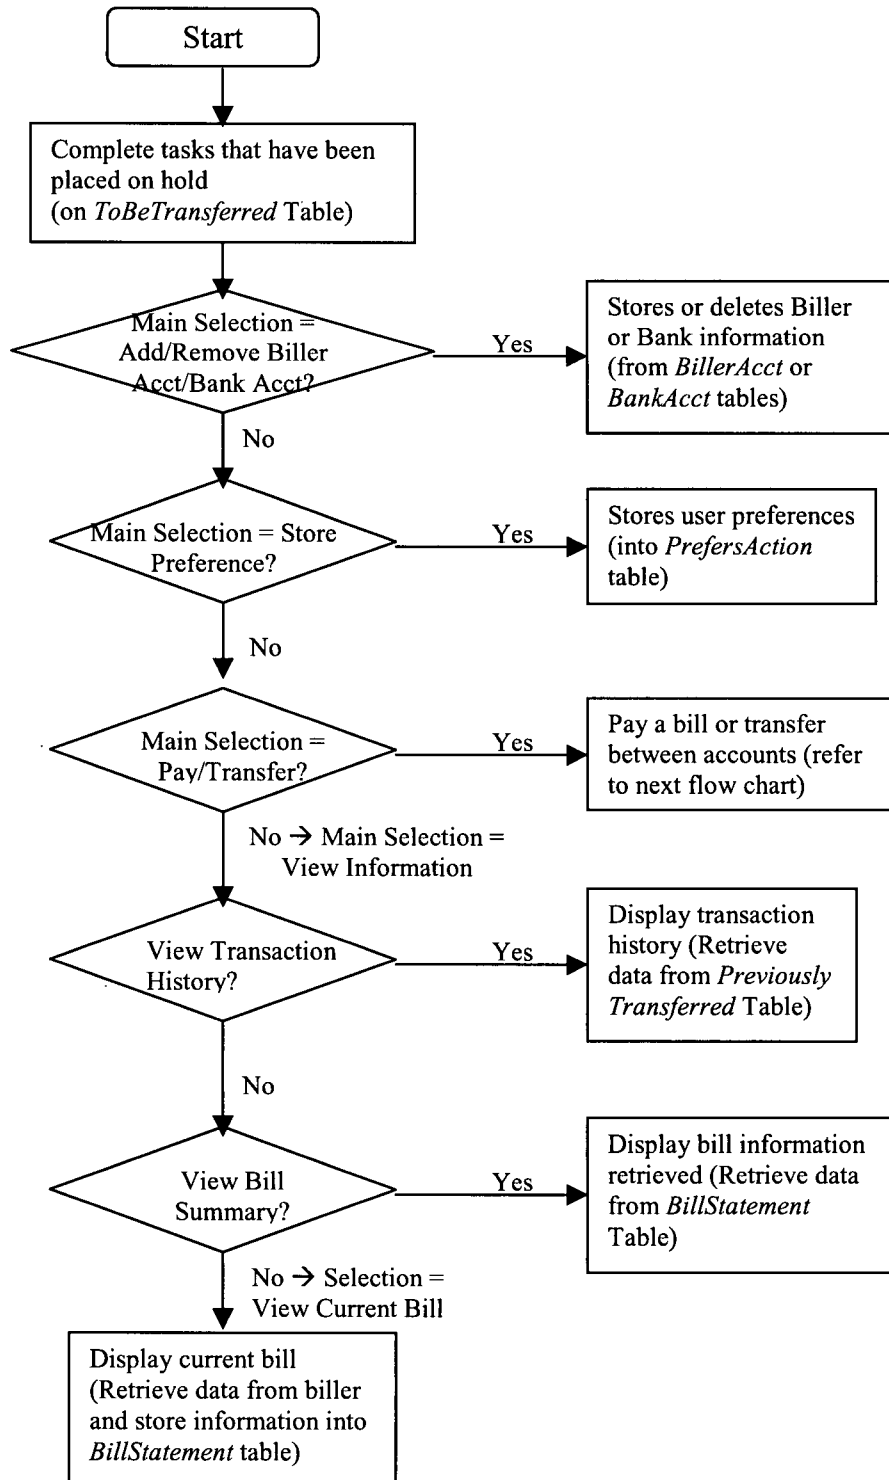 Start
Complete tasks that have been
placed on hold
(on ToBeTransferred Table)
Main Selection =
Add/Remove Biller
Acct/Bank Acct?
Yes
Stores or deletes Biller
or Bank information
(from BillerAcct or
BankAcct tables)
No
Main Selection = Store
Preference?
Yes
Stores user preferences
(into PrefersAction
table)
No
Main Selection =
Pay/Transfer?
Yes
Pay a bill or transfer
between accounts (refer
to next flow chart)
No → Main Selection =
View Information
View Transaction
History?
Yes
Display transaction
history (Retrieve
data from Previously
Transferred Table)
No
View Bill
Summary?
Yes
Display bill information
retrieved (Retrieve data
from BillStatement
Table)
No → Selection =
View Current Bill
Display current bill
(Retrieve data from biller
and store information into
BillStatement table)